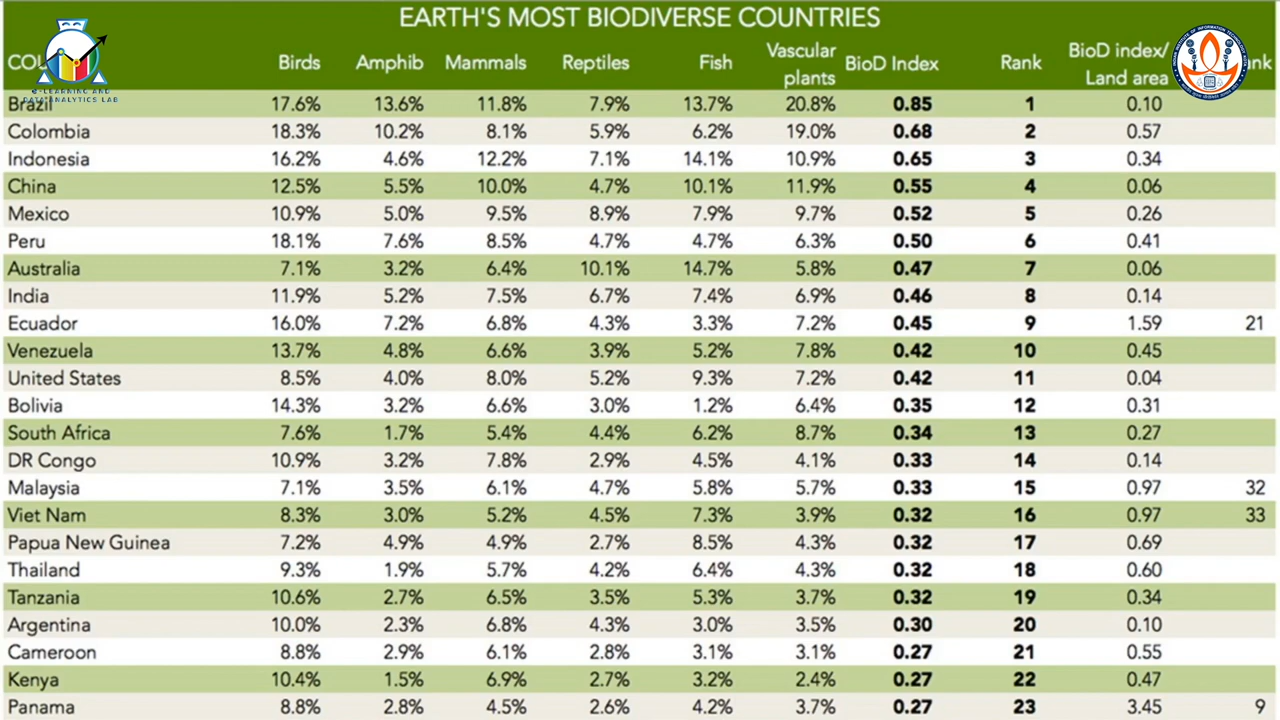 EARTH'S MOST BIODIVERSE COUNTRIES
Birds Amphib Mammals Reptiles Fish Vascular plants BioD Index Rank BioD index/ Land area
e-LEARNING AND
DATA ANALYTICS LAB
Brazil 17.6% 13.6% 11.8% 7.9% 13.7% 20.8% 0.85 1 0.10
Colombia 18.3% 10.2% 8.1% 5.9% 6.2% 19.0% 0.68 2 0.57
Indonesia 16.2% 4.6% 12.2% 7.1% 14.1% 10.9% 0.65 3 0.34
China 12.5% 5.5% 10.0% 4.7% 10.1% 11.9% 0.55 4 0.06
Mexico 10.9% 5.0% 9.5% 8.9% 7.9% 9.7% 0.52 5 0.26
Peru 18.1% 7.6% 8.5% 4.7% 4.7% 6.3% 0.50 6 0.41
Australia 7.1% 3.2% 6.4% 10.1% 14.7% 5.8% 0.47 7 0.06
India 11.9% 5.2% 7.5% 6.7% 7.4% 6.9% 0.46 8 0.14
Ecuador 16.0% 7.2% 6.8% 4.3% 3.3% 7.2% 0.45 9 1.59 21
Venezuela 13.7% 4.8% 6.6% 3.9% 5.2% 7.8% 0.42 10 0.45
United States 8.5% 4.0% 8.0% 5.2% 9.3% 7.2% 0.42 11 0.04
Bolivia 14.3% 3.2% 6.6% 3.0% 1.2% 6.4% 0.35 12 0.31
South Africa 7.6% 1.7% 5.4% 4.4% 6.2% 8.7% 0.34 13 0.27
DR Congo 10.9% 3.2% 7.8% 2.9% 4.5% 4.1% 0.33 14 0.14
Malaysia 7.1% 3.5% 6.1% 4.7% 5.8% 5.7% 0.33 15 0.97 32
Viet Nam 8.3% 3.0% 5.2% 4.5% 7.3% 3.9% 0.32 16 0.97 33
Papua New Guinea 7.2% 4.9% 4.9% 2.7% 8.5% 4.3% 0.32 17 0.69
Thailand 9.3% 1.9% 5.7% 4.2% 6.4% 4.3% 0.32 18 0.60
Tanzania 10.6% 2.7% 6.5% 3.5% 5.3% 3.7% 0.32 19 0.34
Argentina 10.0% 2.3% 6.8% 4.3% 3.0% 3.5% 0.30 20 0.10
Cameroon 8.8% 2.9% 6.1% 2.8% 3.1% 3.1% 0.27 21 0.55
Kenya 10.4% 1.5% 6.9% 2.7% 3.2% 2.4% 0.27 22 0.47
Panama 8.8% 2.8% 4.5% 2.6% 4.2% 3.7% 0.27 23 3.45 9